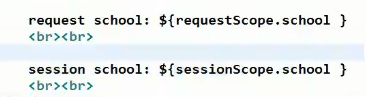 request school: ${requestScope.school }
<br><br>
session school: ${sessionScope.school }
<br><br>